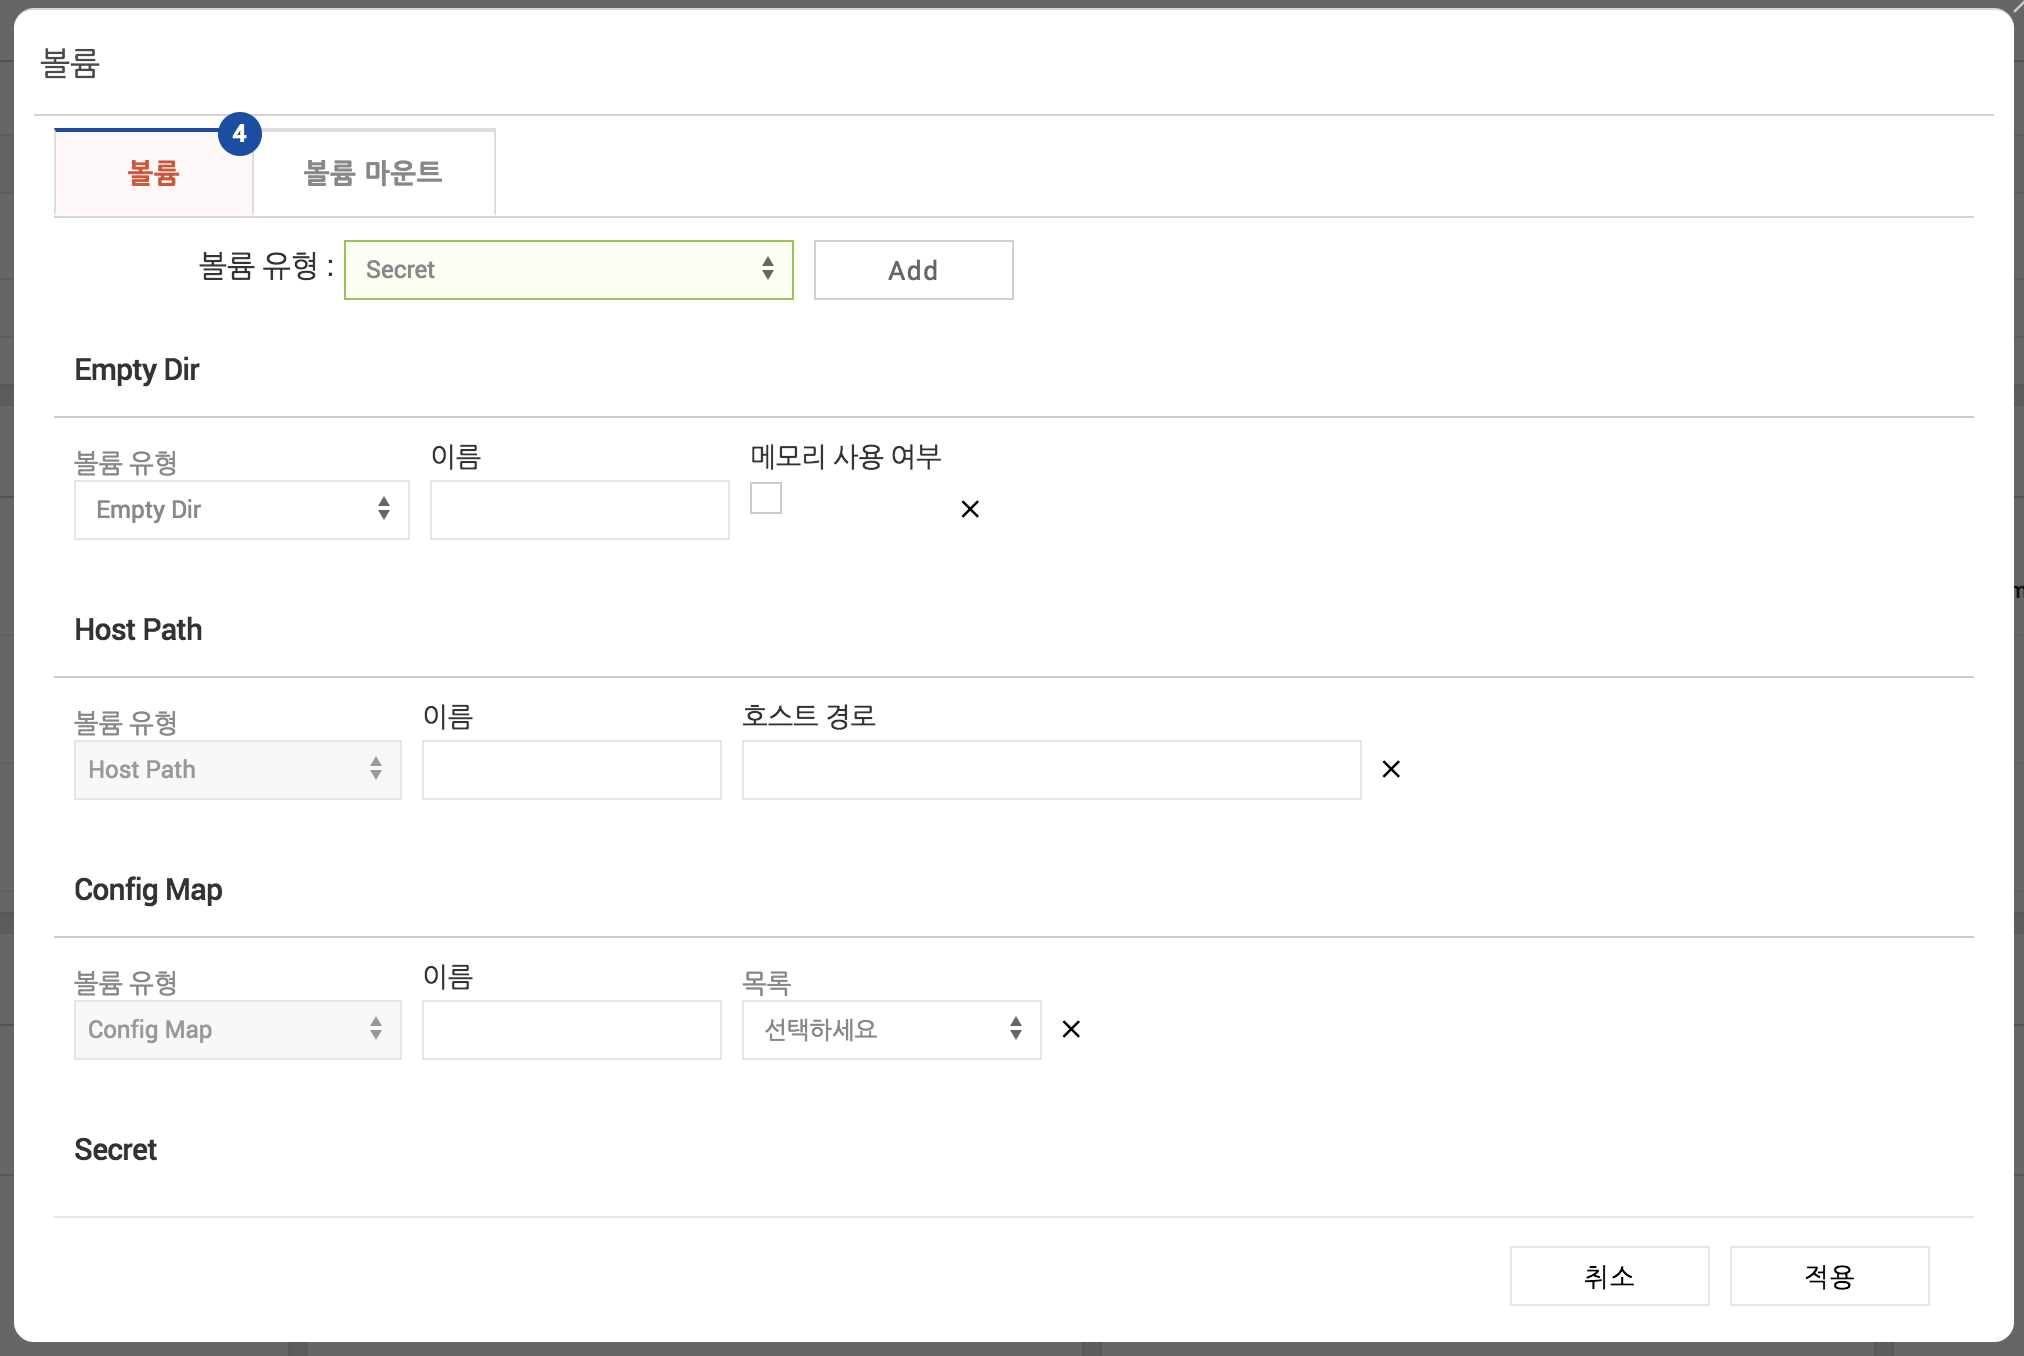 볼륨
4
볼륨 볼륨 마운트
볼륨 유형 : Secret Add
Empty Dir
볼륨 유형 이름 메모리 사용 여부
Empty Dir
Host Path
볼륨 유형 이름 호스트 경로
Host Path
Config Map
볼륨 유형 이름 목록
Config Map 선택하세요
Secret
취소 적용